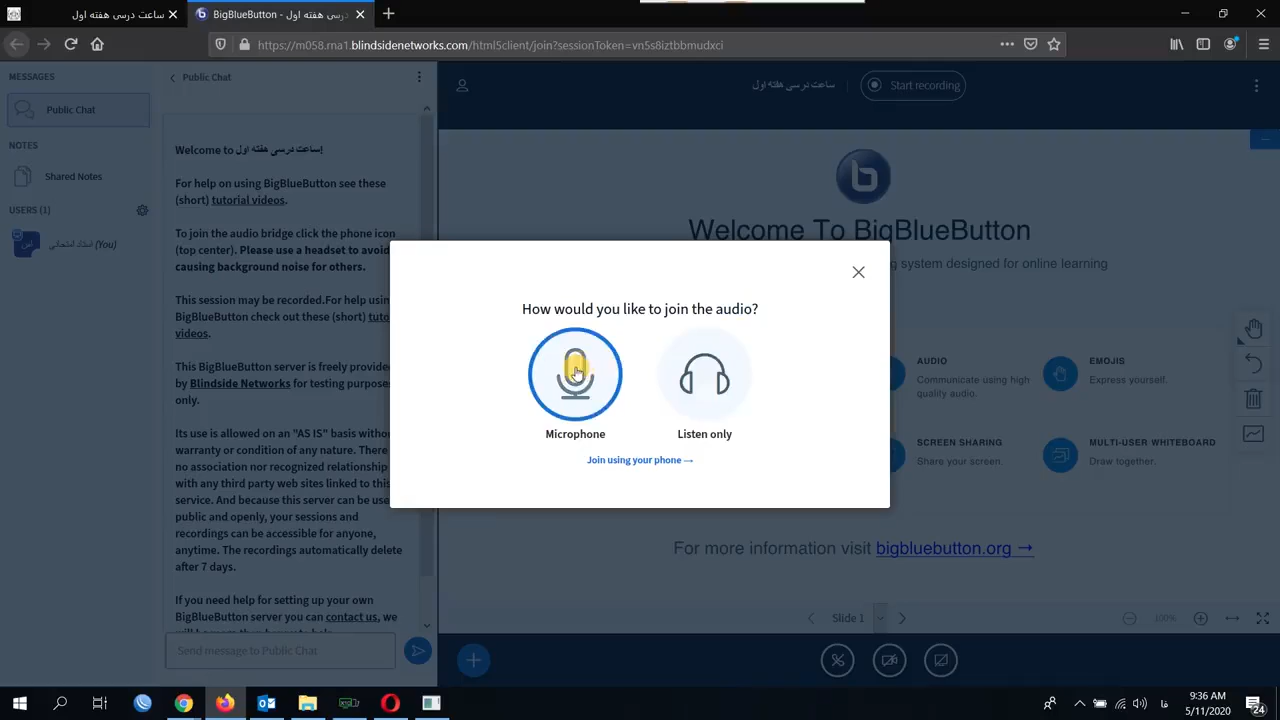 ساعت درسی هفته اول
BigBlueButton - ساعت درسی هفته ا
https://m058.rna1.blindsidenetworks.com/html5client/join?sessionToken=vn5s8iztbbmudxci
MESSAGES
Public Chat
NOTES
Shared Notes
USERS (1)
استاد امتحانی (You)
Public Chat
Welcome to ساعت درسی هفته اول!
For help on using BigBlueButton see these
(short) tutorial videos.
To join the audio bridge click the phone icon
(top center). Please use a headset to avoid
causing background noise for others.
This session may be recorded.For help usin
BigBlueButton check out these (short) tuto
videos.
This BigBlueButton server is freely provided
by Blindside Networks for testing purposes
only.
Its use is allowed on an "AS IS" basis withou
warranty or condition of any nature. There
no association nor recognized relationship
with any third party web sites linked to this
service. And because this server can be use
public and openly, your sessions and
recordings can be accessible for anyone,
anytime. The recordings automatically delete
after 7 days.
If you need help for setting up your own
BigBlueButton server you can contact us, we
Send message to Public Chat
ساعت درسی هفته اول
Start recording
Welcome To BigBlueButton
g system designed for online learning
How would you like to join the audio?
Microphone
Listen only
Join using your phone
AUDIO
Communicate using high
quality audio.
EMOJIS
Express yourself.
SCREEN SHARING
Share your screen.
MULTI-USER WHITEBOARD
Draw together.
For more information visit bigbluebutton.org →
Slide 1
100%
9:36 AM
5/11/2020
فا
24